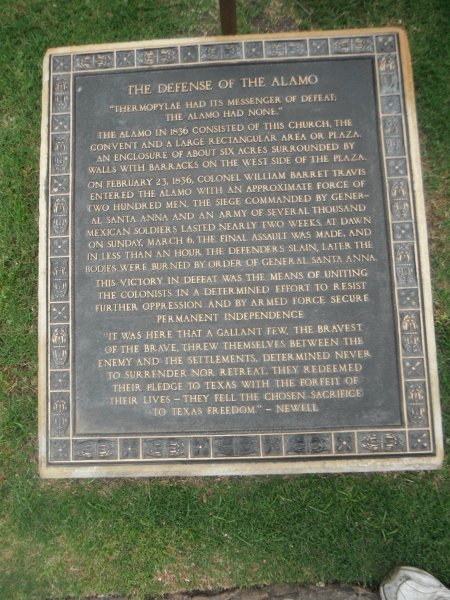 THE DEFENSE OF THE ALAMO
"THERMOPYLAE HAD ITS MESSENGER OF DEFEAT,
THE ALAMO HAD NONE."
THE ALAMO IN 1836 CONSISTED OF THIS CHURCH, THE
CONVENT AND A LARGE RECTANGULAR AREA OR PLAZA,
AN ENCLOSURE OF ABOUT SIX ACRES SURROUNDED BY
WALLS WITH BARRACKS ON THE WEST SIDE OF THE PLAZA.
ON FEBRUARY 23, 1836, COLONEL WILLIAM BARRET TRAVIS
ENTERED THE ALAMO WITH AN APPROXIMATE FORCE OF
TWO HUNDRED MEN, THE SIEGE COMMANDED BY GENER-
AL SANTA ANNA AND AN ARMY OF SEVERAL THOUSAND
MEXICAN SOLDIERS LASTED NEARLY TWO WEEKS. AT DAWN
ON SUNDAY, MARCH 6, THE FINAL ASSAULT WAS MADE, AND
IN LESS THAN AN HOUR THE DEFENDERS SLAIN, LATER THE
BODIES WERE BURNED BY ORDER OF GENERAL SANTA ANNA.
THIS VICTORY IN DEFEAT WAS THE MEANS OF UNITING
THE COLONISTS IN A DETERMINED EFFORT TO RESIST
FURTHER OPPRESSION AND BY ARMED FORCE SECURE
PERMANENT INDEPENDENCE
"IT WAS HERE THAT A GALLANT FEW, THE BRAVEST
OF THE BRAVE, THREW THEMSELVES BETWEEN THE
ENEMY AND THE SETTLEMENTS, DETERMINED NEVER
TO SURRENDER NOR RETREAT. THEY REDEEMED
THEIR PLEDGE TO TEXAS WITH THE FORFEIT OF
THEIR LIVES – THEY FELL THE CHOSEN SACRIFICE
TO TEXAS FREEDOM." – NEWELL